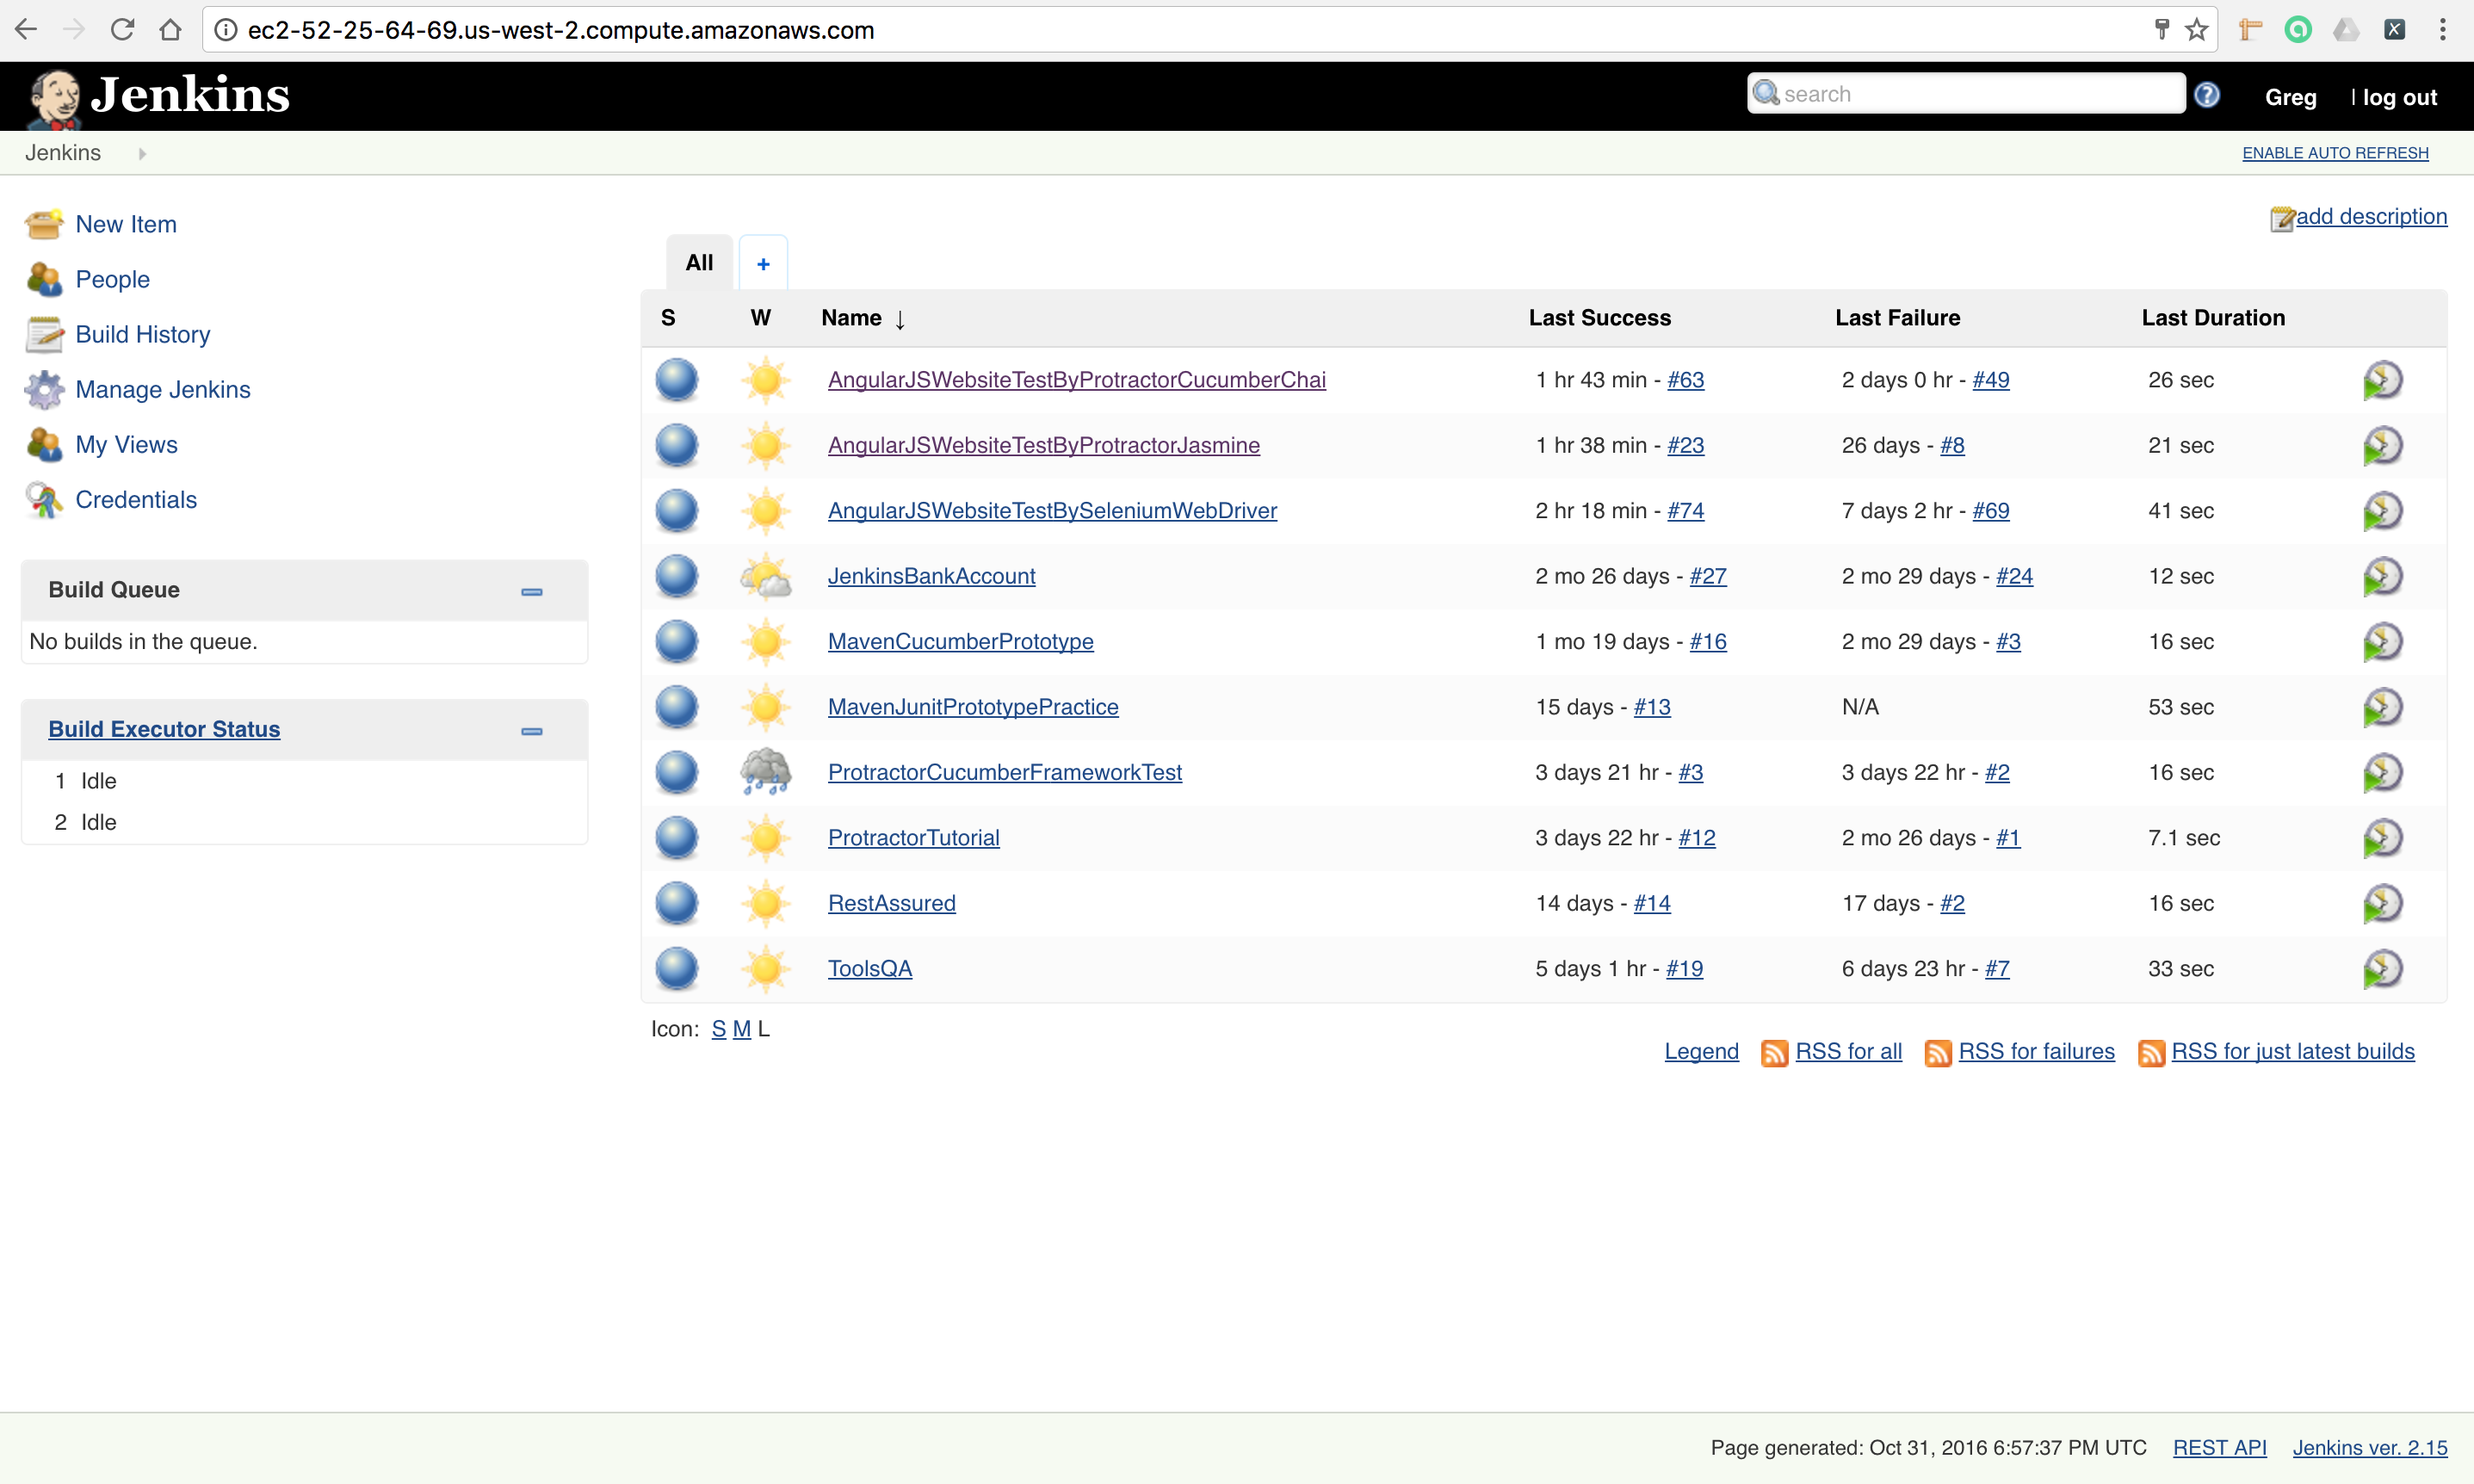 ec2-52-25-64-69.us-west-2.compute.amazonaws.com
Jenkins
search
Greg | log out
Jenkins
ENABLE AUTO REFRESH
New Item
People
Build History
Manage Jenkins
My Views
Credentials
Build Queue
No builds in the queue.
Build Executor Status
1 Idle
2 Idle
add description
All +
S W Name ↓ Last Success Last Failure Last Duration
AngularJSWebsiteTestByProtractorCucumberChai 1 hr 43 min - #63 2 days 0 hr - #49 26 sec
AngularJSWebsiteTestByProtractorJasmine 1 hr 38 min - #23 26 days - #8 21 sec
AngularJSWebsiteTestBySeleniumWebDriver 2 hr 18 min - #74 7 days 2 hr - #69 41 sec
JenkinsBankAccount 2 mo 26 days - #27 2 mo 29 days - #24 12 sec
MavenCucumberPrototype 1 mo 19 days - #16 2 mo 29 days - #3 16 sec
MavenJunitPrototypePractice 15 days - #13 N/A 53 sec
ProtractorCucumberFrameworkTest 3 days 21 hr - #3 3 days 22 hr - #2 16 sec
ProtractorTutorial 3 days 22 hr - #12 2 mo 26 days - #1 7.1 sec
RestAssured 14 days - #14 17 days - #2 16 sec
ToolsQA 5 days 1 hr - #19 6 days 23 hr - #7 33 sec
Icon: S M L
Legend RSS for all RSS for failures RSS for just latest builds
Page generated: Oct 31, 2016 6:57:37 PM UTC REST API Jenkins ver. 2.15